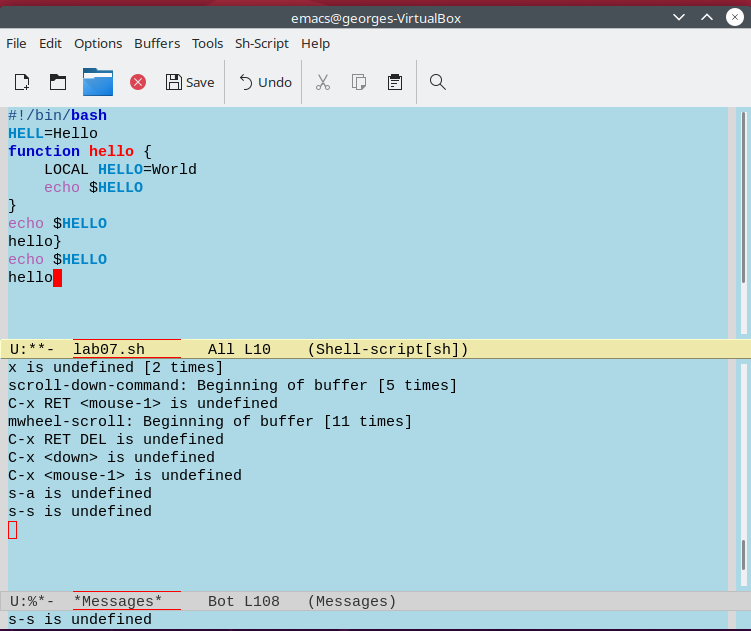 emacs@georges-VirtualBox
File Edit Options Buffers Tools Sh-Script Help
Save Undo
#!/bin/bash
HELL=Hello
function hello {
    LOCAL HELLO=World
    echo $HELLO
}
echo $HELLO
hello}
echo $HELLO
hello
U:**-  lab07.sh       All L10    (Shell-script[sh])
x is undefined [2 times]
scroll-down-command: Beginning of buffer [5 times]
C-x RET <mouse-1> is undefined
mwheel-scroll: Beginning of buffer [11 times]
C-x RET DEL is undefined
C-x <down> is undefined
C-x <mouse-1> is undefined
s-a is undefined
s-s is undefined
U:%*-  *Messages*     Bot L108   (Messages)
s-s is undefined